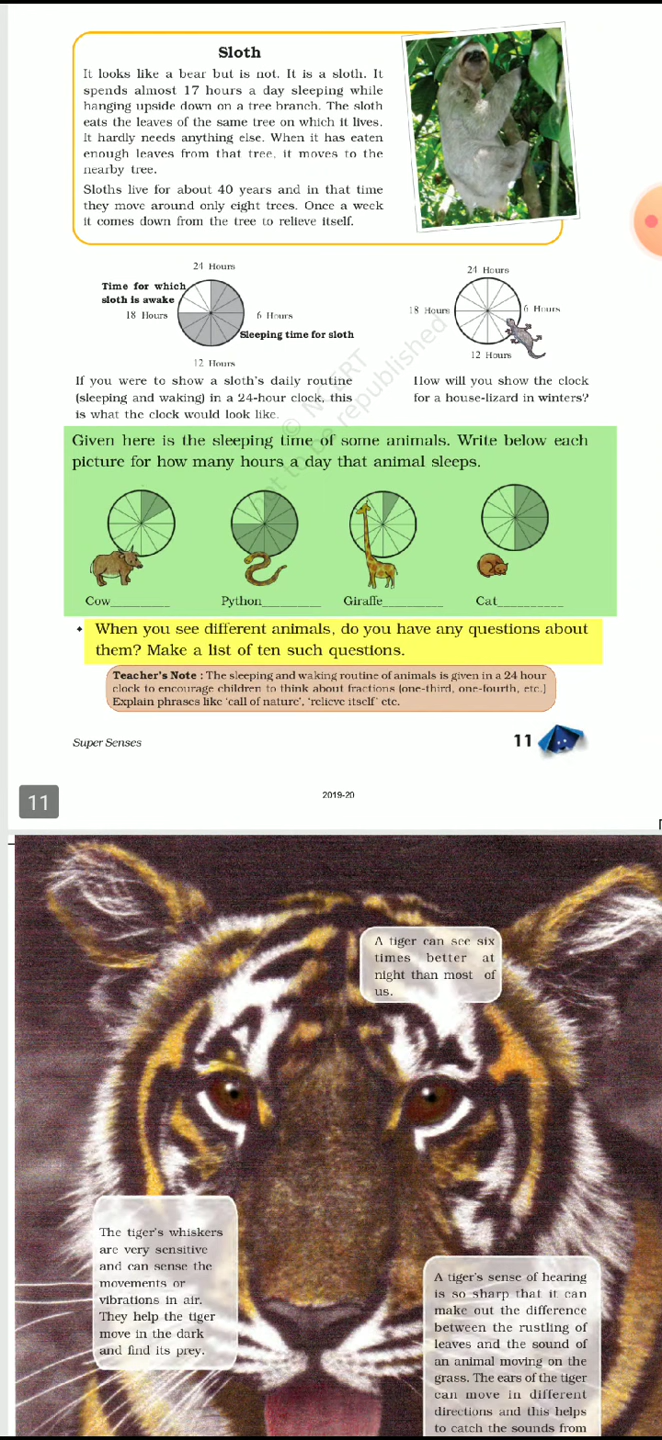 Sloth
It looks like a bear but is not. It is a sloth. It
spends almost 17 hours a day sleeping while
hanging upside down on a tree branch. The sloth
eats the leaves of the same tree on which it lives.
It hardly needs anything else. When it has eaten
enough leaves from that tree, it moves to the
nearby tree.
Sloths live for about 40 years and in that time
they move around only eight trees. Once a week
it comes down from the tree to relieve itself.
24 Hours
Time for which
sloth is awake
18 Hours
6 Hours
Sleeping time for sloth
12 Hours
24 Hours
18 Hours
6 Hours
12 Hours
If you were to show a sloth's daily routine
(sleeping and waking) in a 24-hour clock, this
is what the clock would look like.
How will you show the clock
for a house-lizard in winters?
© NCERT
not to be republished
Given here is the sleeping time of some animals. Write below each
picture for how many hours a day that animal sleeps.
Cow__________ Python__________ Giraffe__________ Cat__________
When you see different animals, do you have any questions about
them? Make a list of ten such questions.
Teacher's Note : The sleeping and waking routine of animals is given in a 24 hour
clock to encourage children to think about fractions (one-third, one-fourth, etc.)
Explain phrases like 'call of nature', 'relieve itself' etc.
Super Senses
11
11
2019-20
A tiger can see six
times better at
night than most of
us.
The tiger's whiskers
are very sensitive
and can sense the
movements or
vibrations in air.
They help the tiger
move in the dark
and find its prey.
A tiger's sense of hearing
is so sharp that it can
make out the difference
between the rustling of
leaves and the sound of
an animal moving on the
grass. The ears of the tiger
can move in different
directions and this helps
to catch the sounds from